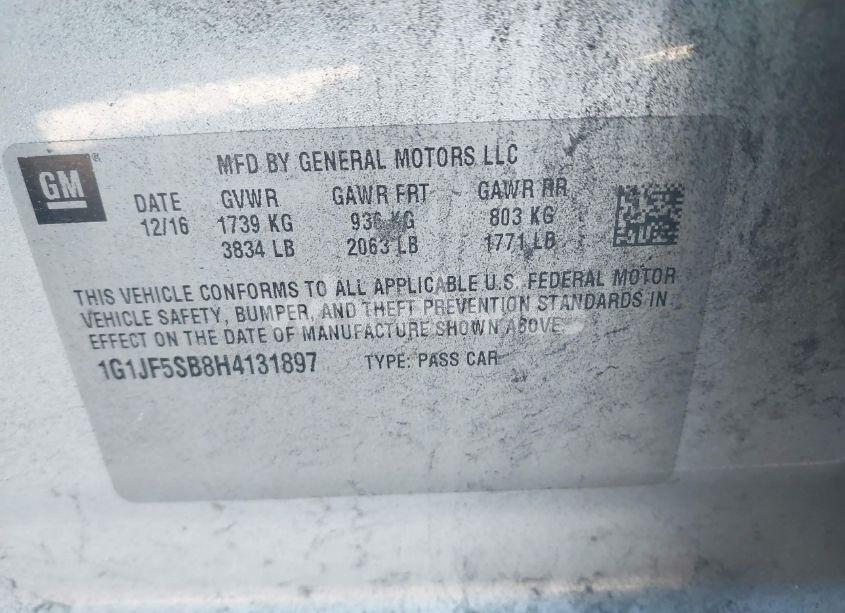 GM ®
MFD BY GENERAL MOTORS LLC
DATE GVWR GAWR FRT GAWR RR
12/16 1739 KG 936 KG 803 KG
3834 LB 2063 LB 1771 LB
THIS VEHICLE CONFORMS TO ALL APPLICABLE U.S. FEDERAL MOTOR
VEHICLE SAFETY, BUMPER, AND THEFT PREVENTION STANDARDS IN
EFFECT ON THE DATE OF MANUFACTURE SHOWN ABOVE.
1G1JF5SB8H4131897 TYPE: PASS CAR